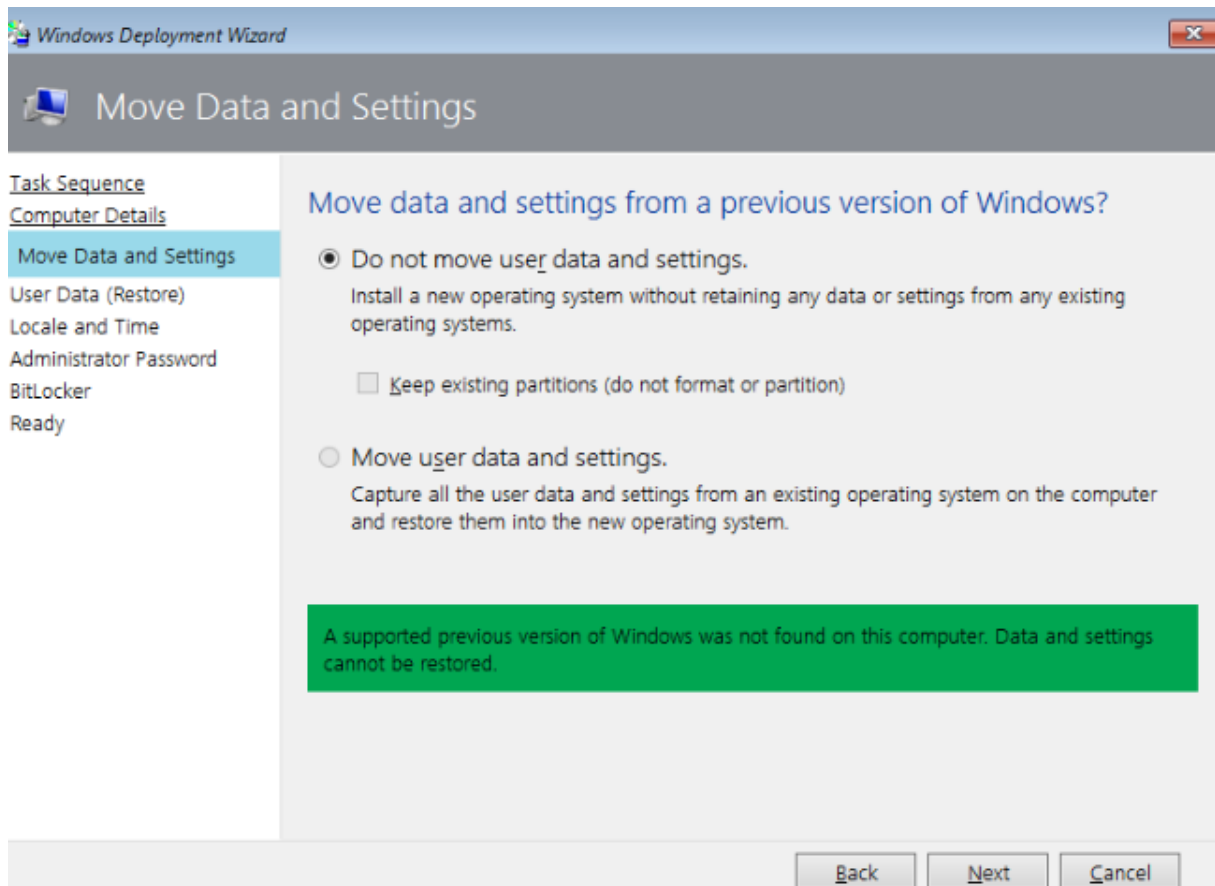 Windows Deployment Wizard
Move Data and Settings
Task Sequence
Computer Details
Move Data and Settings
User Data (Restore)
Locale and Time
Administrator Password
BitLocker
Ready
Move data and settings from a previous version of Windows?
Do not move user data and settings.
Install a new operating system without retaining any data or settings from any existing
operating systems.
Keep existing partitions (do not format or partition)
Move user data and settings.
Capture all the user data and settings from an existing operating system on the computer
and restore them into the new operating system.
A supported previous version of Windows was not found on this computer. Data and settings
cannot be restored.
Back
Next
Cancel